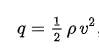 q = ½ ρ v²,